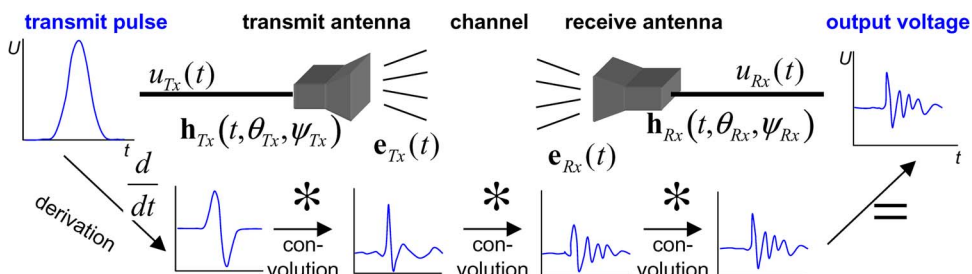 transmit pulse
transmit antenna
channel
receive antenna
output voltage
U
u_Tx(t)
u_Rx(t)
U
h_Tx(t,θ_Tx,ψ_Tx)
h_Rx(t,θ_Rx,ψ_Rx)
t
e_Tx(t)
e_Rx(t)
t
d
dt
derivation
*
*
*
=
con-
volution
con-
volution
con-
volution